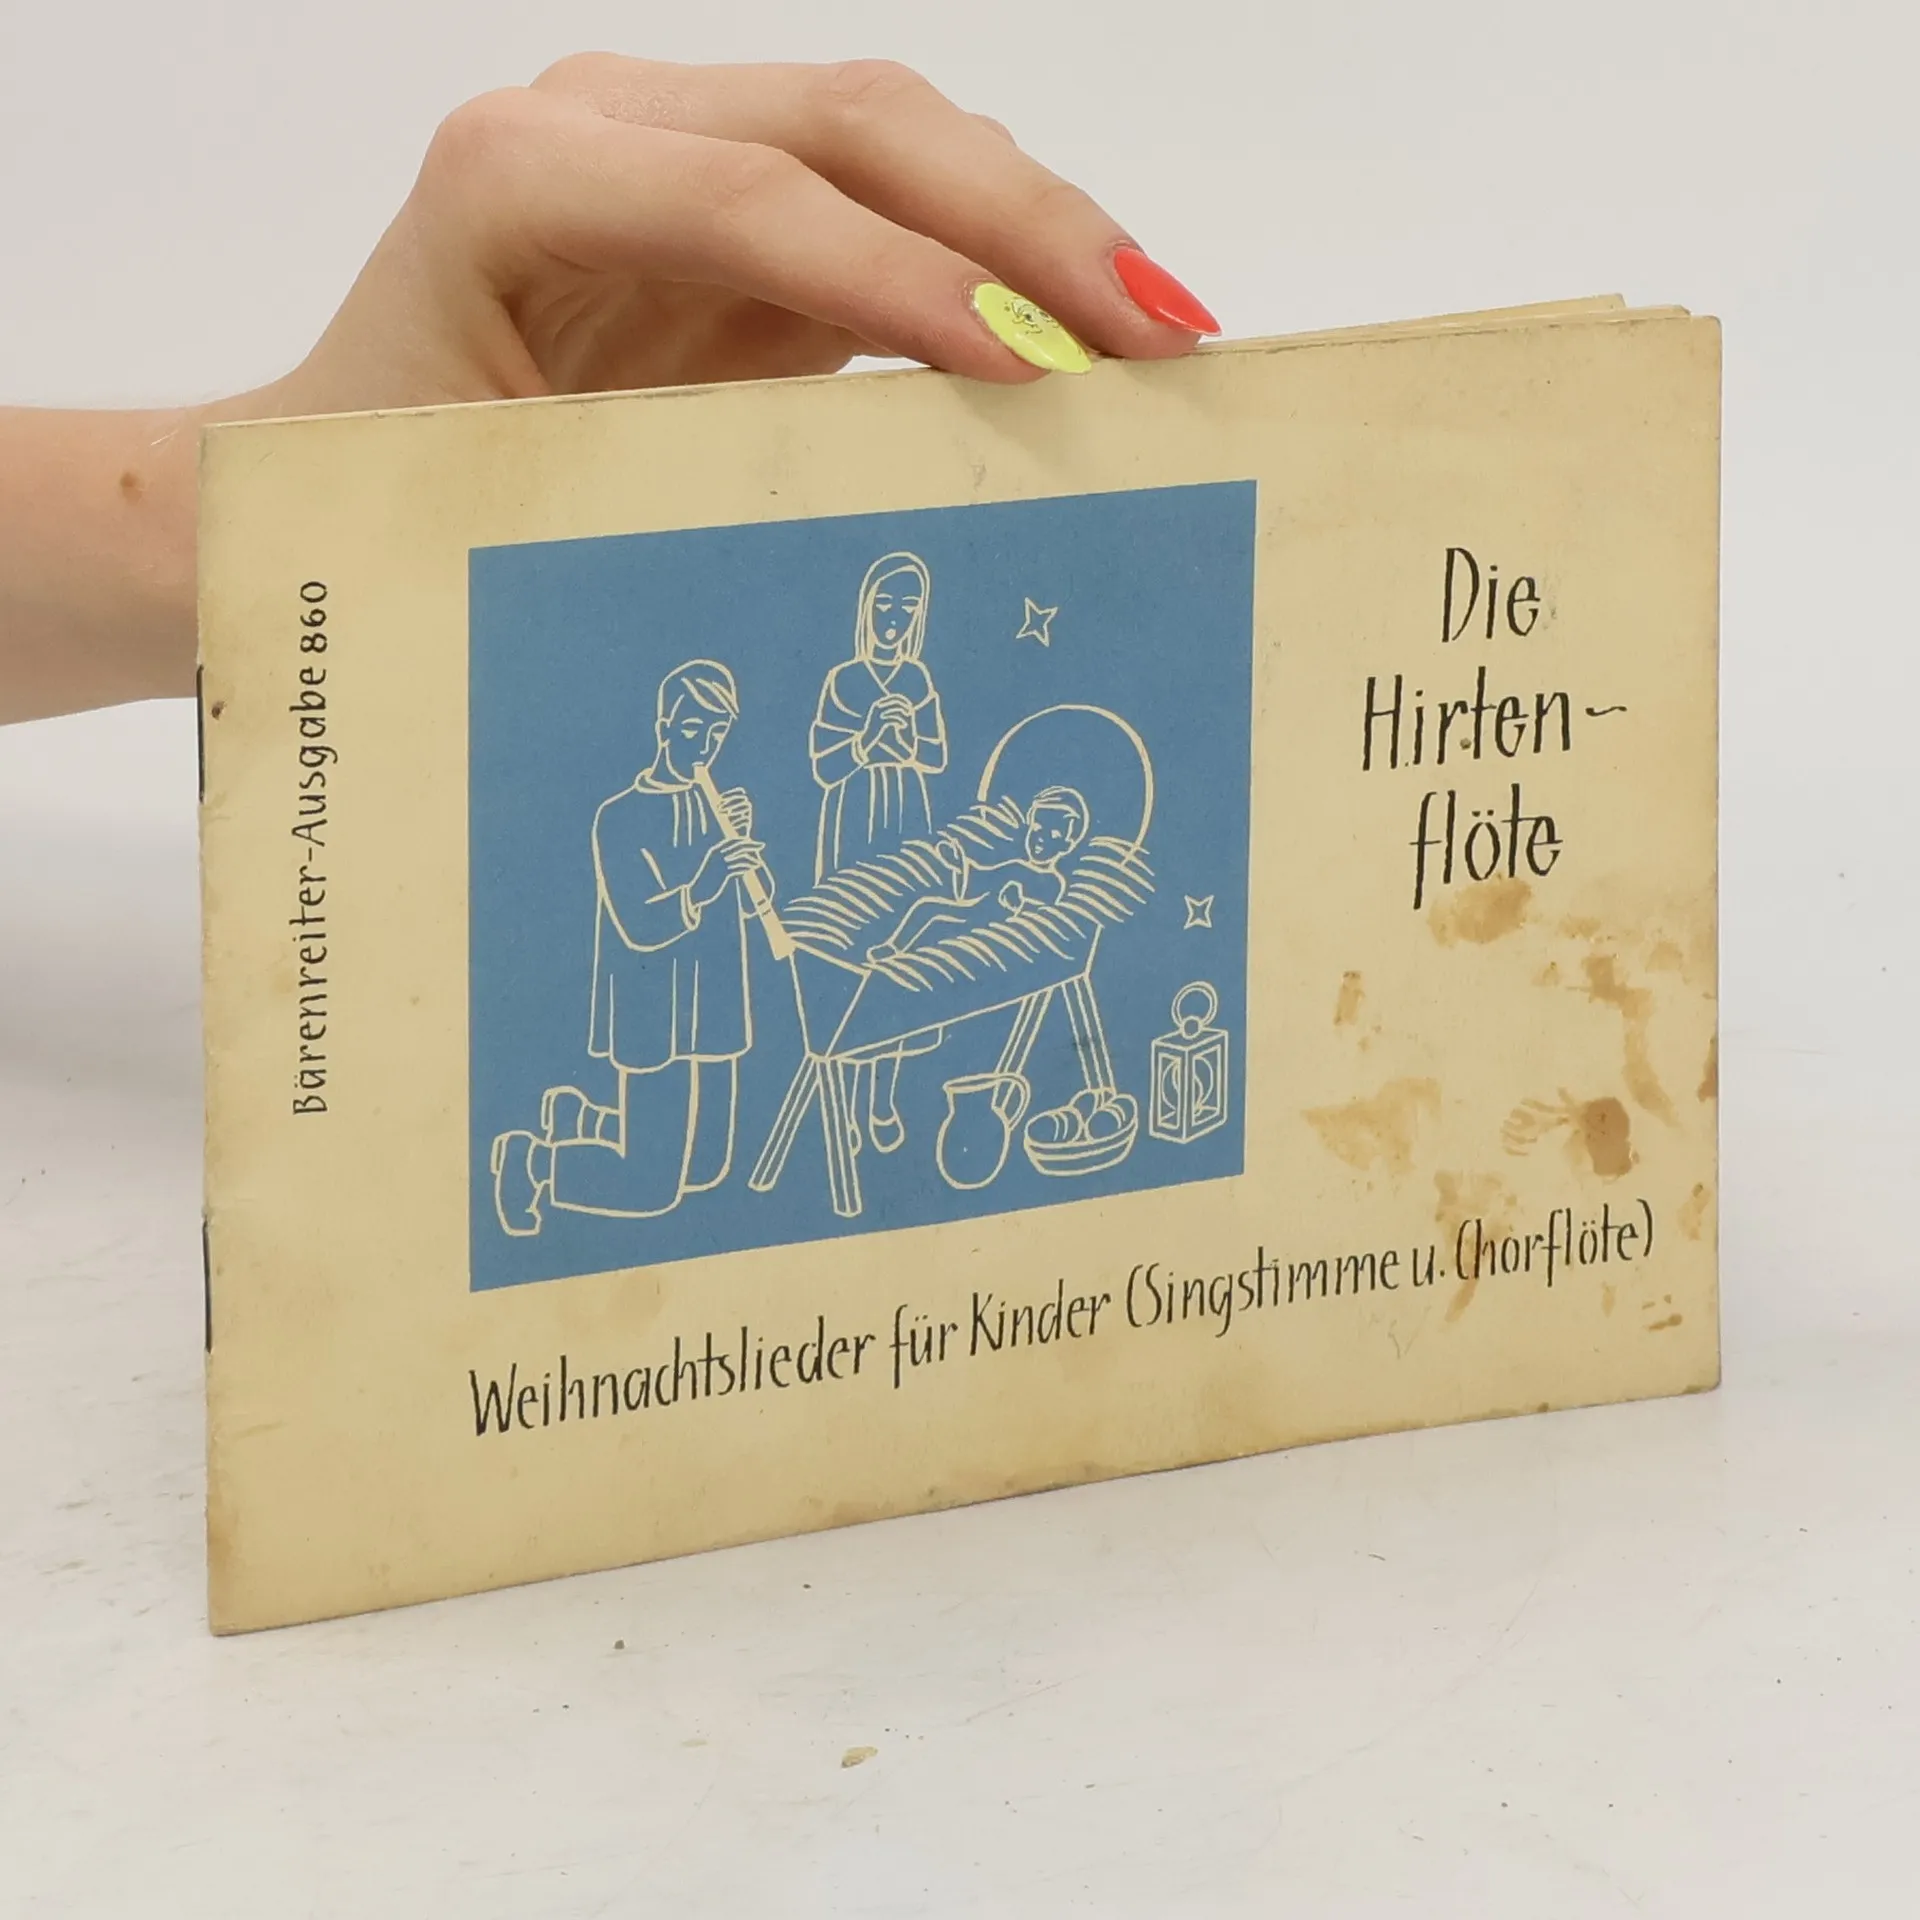 Bärenreiter-Ausgabe 860
Die
Hirten-
flöte
Weihnachtslieder für Kinder (Singstimme u. Chorflöte)